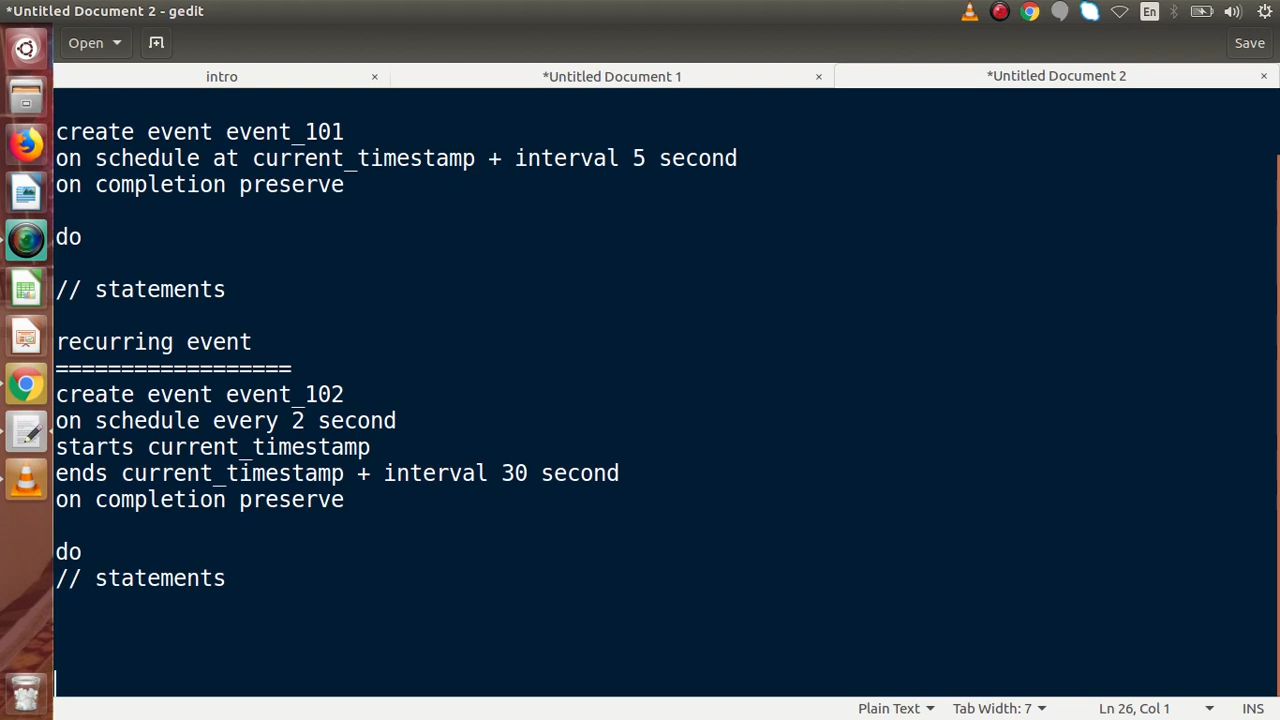 *Untitled Document 2 - gedit
En
Open
Save
intro
*Untitled Document 1
*Untitled Document 2
create event event_101
on schedule at current_timestamp + interval 5 second
on completion preserve
do
// statements
recurring event
==================
create event event_102
on schedule every 2 second
starts current_timestamp
ends current_timestamp + interval 30 second
on completion preserve
do
// statements
Plain Text
Tab Width: 7
Ln 26, Col 1
INS